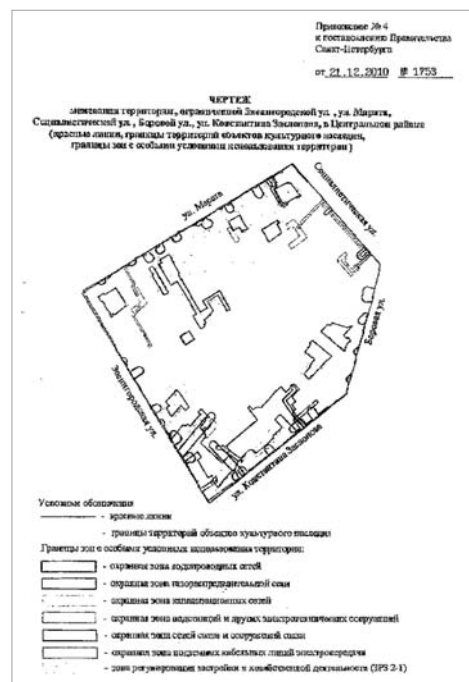 Приложение № 4
к постановлению Правительства
Санкт-Петербурга
от 21.12.2010 № 1753
ЧЕРТЕЖ
межевания территории, ограниченной Звенигородской ул., ул. Марата,
Социалистической ул., Боровой ул., ул. Константина Заслонова, в Центральном районе
(красные линии, границы территорий объектов культурного наследия,
границы зон с особыми условиями использования территории)
ул. Марата
Социалистическая ул.
Боровая ул.
Звенигородская ул.
ул. Константина Заслонова
Условные обозначения
- красные линии
- границы территорий объектов культурного наследия
Границы зон с особыми условиями использования территории:
- охранная зона водопроводных сетей
- охранная зона газораспределительной сети
- охранная зона канализационных сетей
- охранная зона подстанций и других электротехнических сооружений
- охранная зона сетей связи и сооружений связи
- охранная зона подземных кабельных линий электропередачи
- зона регулирования застройки и хозяйственной деятельности (ЗРЗ 2-1)